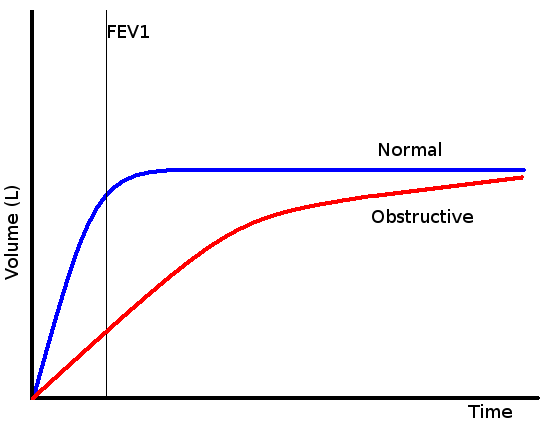 FEV1
Normal
Obstructive
Volume (L)
Time